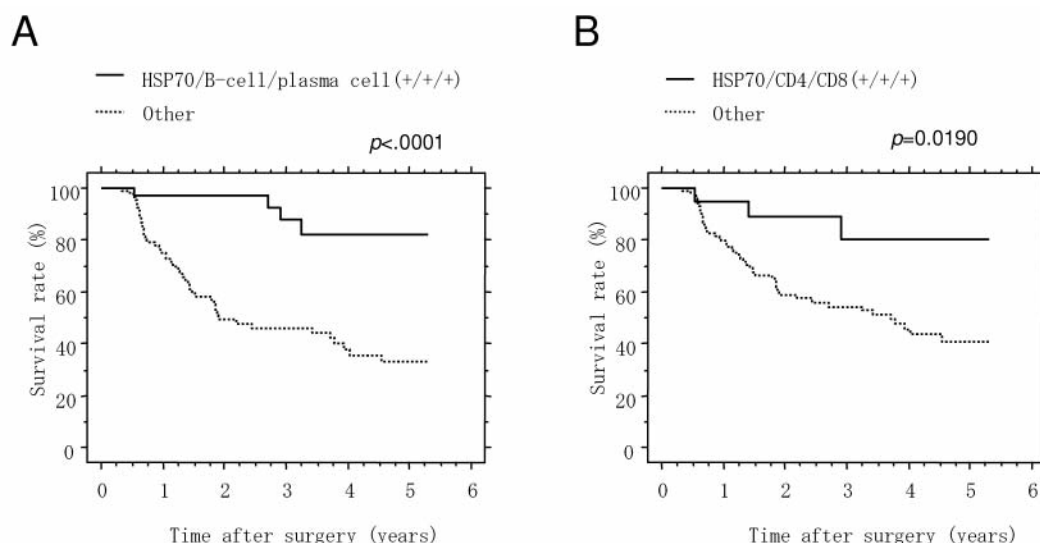 A
HSP70/B-cell/plasma cell(+/+/+)
Other
p<.0001
100
80
60
40
20
0
Survival rate (%)
0 1 2 3 4 5 6
Time after surgery (years)
B
HSP70/CD4/CD8(+/+/+)
Other
p=0.0190
100
80
60
40
20
0
Survival rate (%)
0 1 2 3 4 5 6
Time after surgery (years)